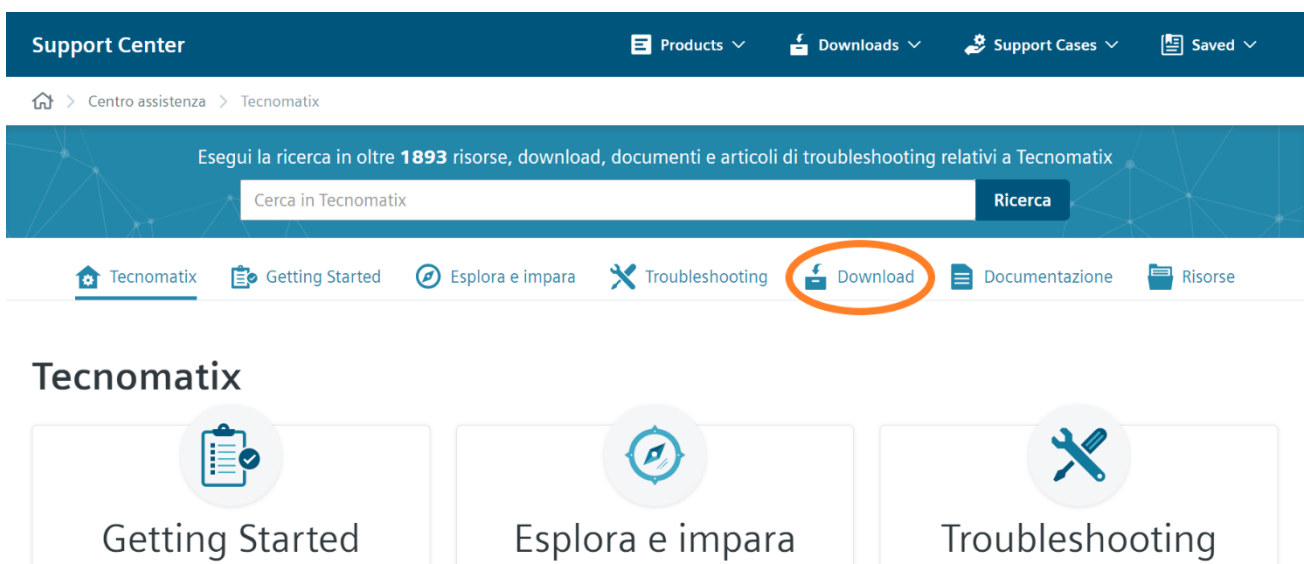 Support Center Products Downloads Support Cases Saved
Centro assistenza > Tecnomatix
Esegui la ricerca in oltre 1893 risorse, download, documenti e articoli di troubleshooting relativi a Tecnomatix
Cerca in Tecnomatix Ricerca
Tecnomatix Getting Started Esplora e impara Troubleshooting Download Documentazione Risorse
Tecnomatix
Getting Started Esplora e impara Troubleshooting